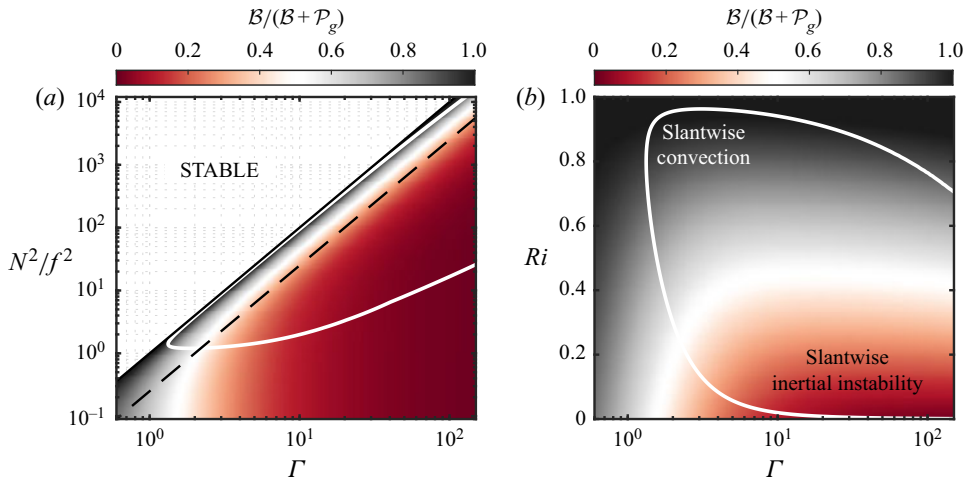 𝓑/(𝓑 + 𝓟_g)
0 0.2 0.4 0.6 0.8 1.0
(a)
10^4
10^3
10^2
10^1
10^0
10^−1
N^2/f^2
STABLE
10^0 10^1 10^2
Γ
𝓑/(𝓑 + 𝓟_g)
0 0.2 0.4 0.6 0.8 1.0
(b)
1.0
0.8
0.6
0.4
0.2
0
Ri
Slantwise
convection
Slantwise
inertial instability
10^0 10^1 10^2
Γ